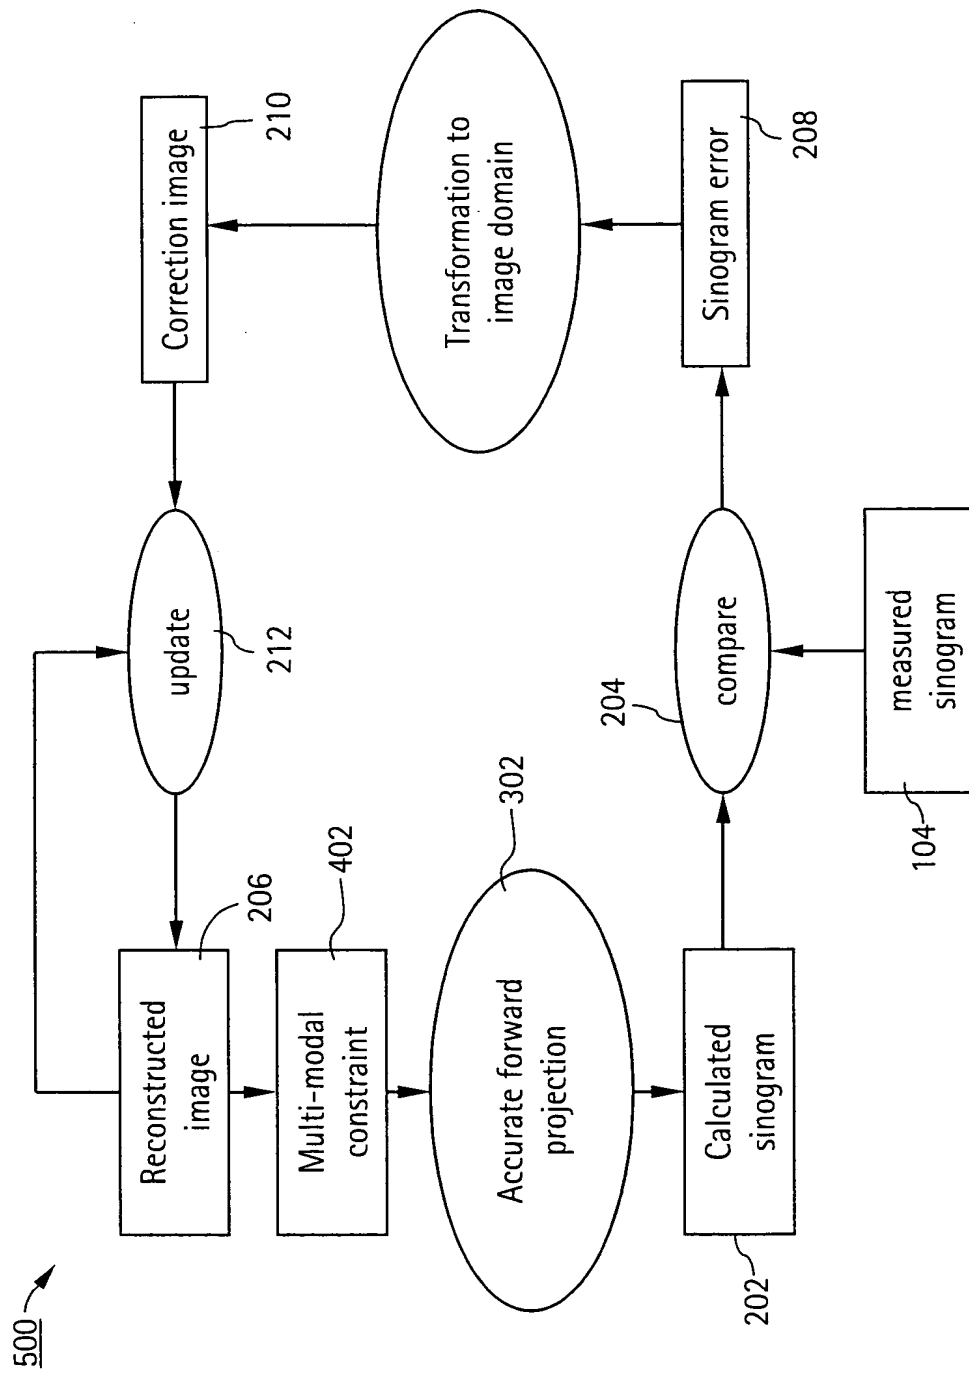 500
Reconstructed
image
206
update
212
Correction image
210
Multi-modal
constraint
402
Accurate forward
projection
302
Transformation to
image domain
Calculated
sinogram
202
compare
204
Sinogram error
208
measured
sinogram
104